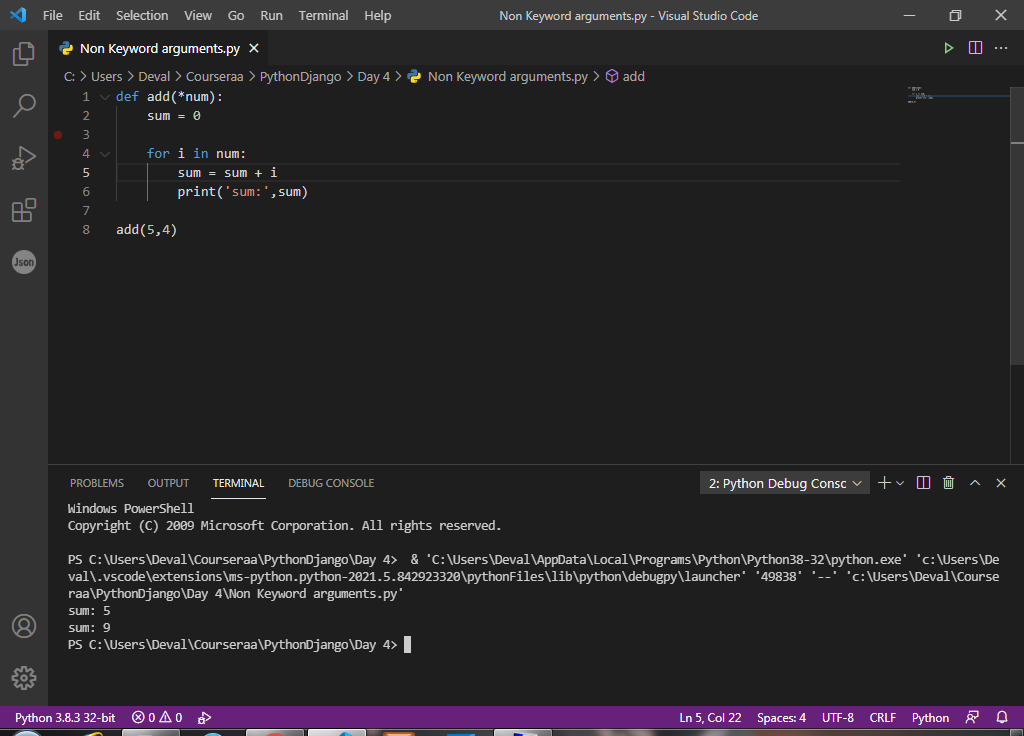 File Edit Selection View Go Run Terminal Help Non Keyword arguments.py - Visual Studio Code
Non Keyword arguments.py
C: > Users > Deval > Courseraa > PythonDjango > Day 4 > Non Keyword arguments.py > add
1 def add(*num):
2     sum = 0
3
4     for i in num:
5         sum = sum + i
6         print('sum:',sum)
7
8 add(5,4)
Json
PROBLEMS OUTPUT TERMINAL DEBUG CONSOLE 2: Python Debug Consc
Windows PowerShell
Copyright (C) 2009 Microsoft Corporation. All rights reserved.
PS C:\Users\Deval\Courseraa\PythonDjango\Day 4>  & 'C:\Users\Deval\AppData\Local\Programs\Python\Python38-32\python.exe' 'c:\Users\De
val\.vscode\extensions\ms-python.python-2021.5.842923320\pythonFiles\lib\python\debugpy\launcher' '49838' '--' 'c:\Users\Deval\Course
raa\PythonDjango\Day 4\Non Keyword arguments.py'
sum: 5
sum: 9
PS C:\Users\Deval\Courseraa\PythonDjango\Day 4>
Python 3.8.3 32-bit 0 0 Ln 5, Col 22 Spaces: 4 UTF-8 CRLF Python